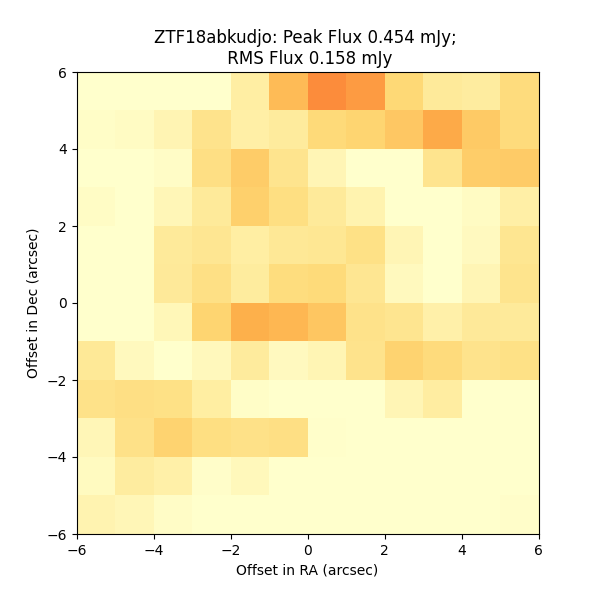 ZTF18abkudjo: Peak Flux 0.454 mJy;
RMS Flux 0.158 mJy
6
4
2
0
−2
−4
−6
Offset in Dec (arcsec)
−6 −4 −2 0 2 4 6
Offset in RA (arcsec)